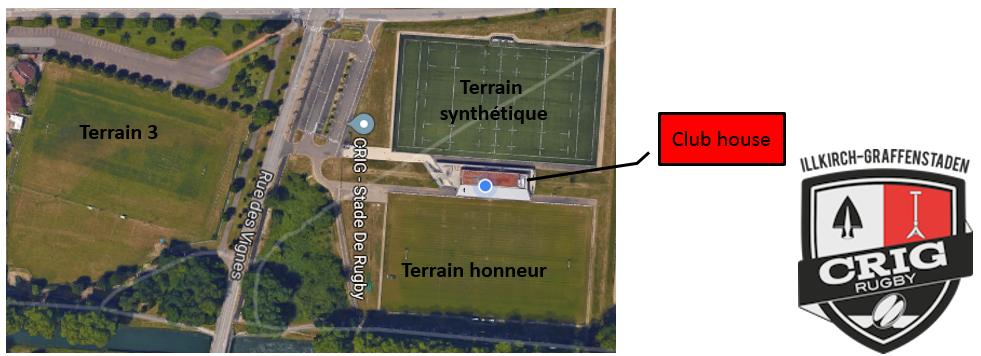 Terrain
synthétique
Terrain 3
Club house
ILLKIRCH-GRAFFENSTADEN
CRIG - Stade De Rugby
Rue des Vignes
CRIG
RUGBY
Terrain honneur